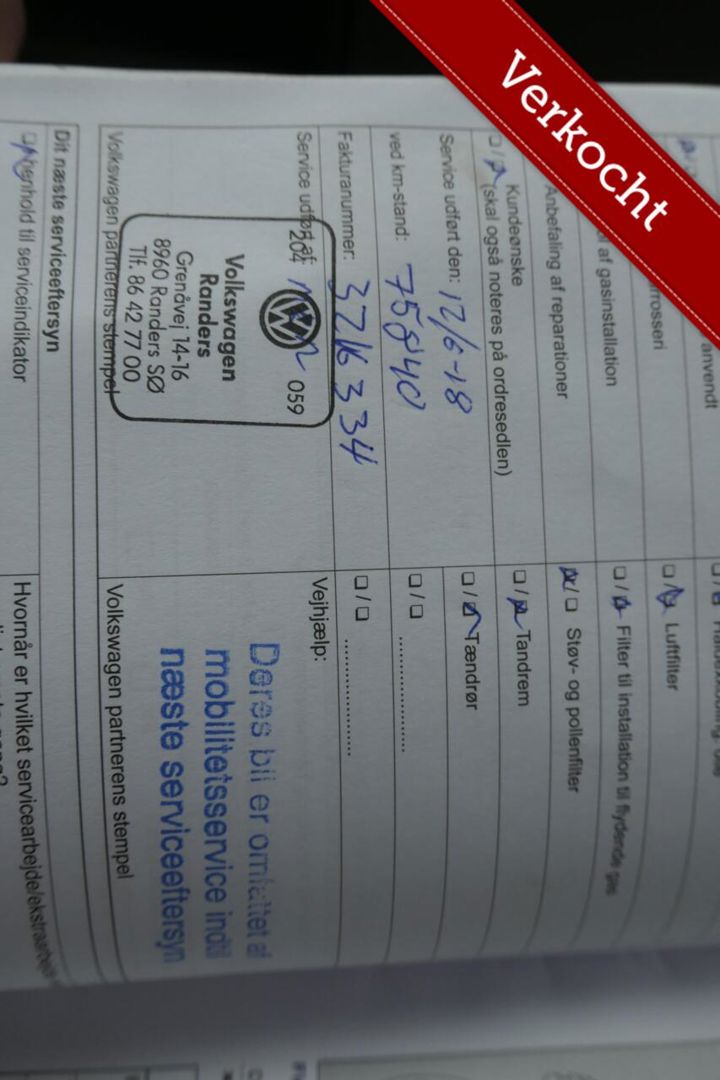 Verkocht
anvendt
af gasinstallation
Anbefaling af reparationer
Kundeønske
(skal også noteres på ordresedlen)
Service udført den: 12/6-18
ved km-stand: 75840
Fakturanummer: 3216334
Service udført af:
204
059
Volkswagen
Randers
Grenåvej 14-16
8960 Randers SØ
Tlf. 86 42 77 00
Volkswagen partnerens stempel
Luftfilter
Filter til installation til flydende gas
Støv- og pollenfilter
Tandrem
Tændrør
Vejhjælp:
Deres bil er omfattet af
mobilitetsservice indtil
næste serviceeftersyn
Volkswagen partnerens stempel
Dit næste serviceeftersyn
I henhold til serviceindikator
Hvornår er hvilket servicearbejde/ekstraarbejde